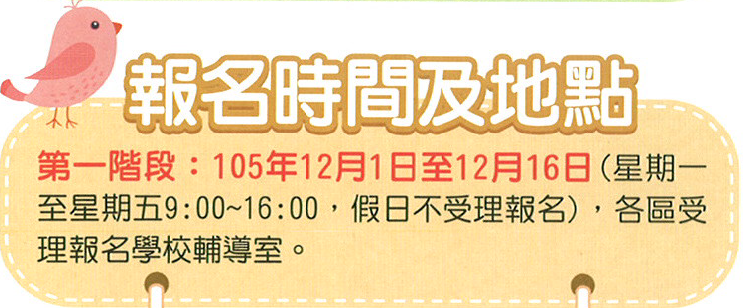 報名時間及地點
第一階段：105年12月1日至12月16日(星期一
至星期五9:00~16:00，假日不受理報名)，各區受
理報名學校輔導室。